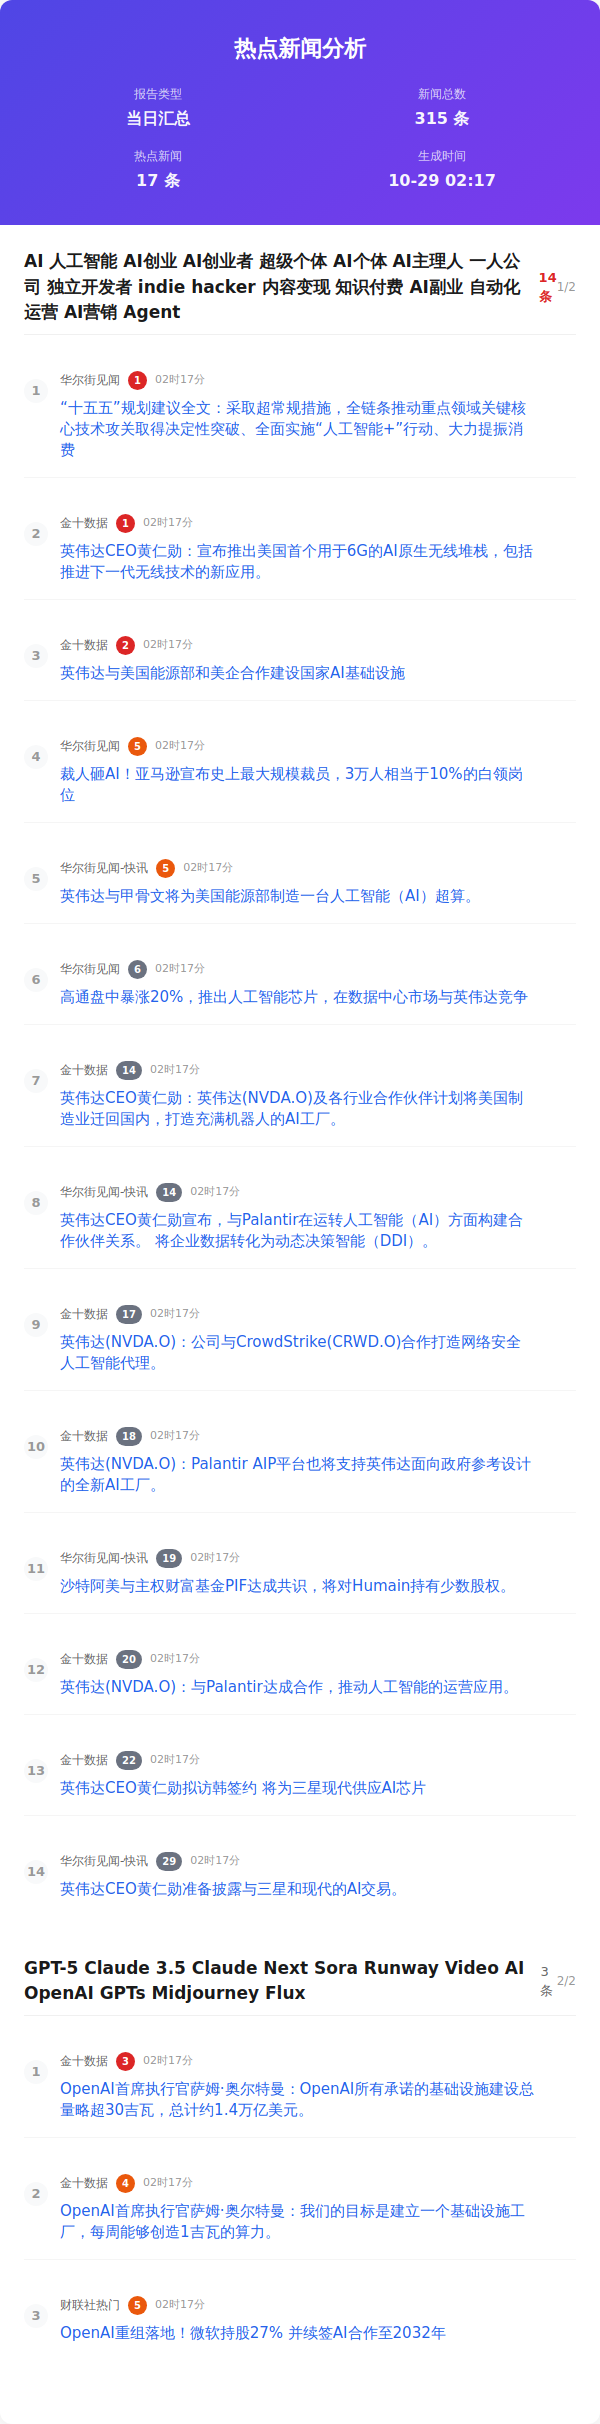 热点新闻分析
报告类型
新闻总数
当日汇总
315 条
热点新闻
生成时间
17 条
10-29 02:17
AI 人工智能 AI创业 AI创业者 超级个体 AI个体 AI主理人 一人公
司 独立开发者 indie hacker 内容变现 知识付费 AI副业 自动化
运营 AI营销 Agent
14
条
1/2
1
华尔街见闻 1 02时17分
“十五五”规划建议全文：采取超常规措施，全链条推动重点领域关键核
心技术攻关取得决定性突破、全面实施“人工智能+”行动、大力提振消
费
2
金十数据 1 02时17分
英伟达CEO黄仁勋：宣布推出美国首个用于6G的AI原生无线堆栈，包括
推进下一代无线技术的新应用。
3
金十数据 2 02时17分
英伟达与美国能源部和美企合作建设国家AI基础设施
4
华尔街见闻 5 02时17分
裁人砸AI！亚马逊宣布史上最大规模裁员，3万人相当于10%的白领岗
位
5
华尔街见闻-快讯 5 02时17分
英伟达与甲骨文将为美国能源部制造一台人工智能（AI）超算。
6
华尔街见闻 6 02时17分
高通盘中暴涨20%，推出人工智能芯片，在数据中心市场与英伟达竞争
7
金十数据 14 02时17分
英伟达CEO黄仁勋：英伟达(NVDA.O)及各行业合作伙伴计划将美国制
造业迁回国内，打造充满机器人的AI工厂。
8
华尔街见闻-快讯 14 02时17分
英伟达CEO黄仁勋宣布，与Palantir在运转人工智能（AI）方面构建合
作伙伴关系。 将企业数据转化为动态决策智能（DDI）。
9
金十数据 17 02时17分
英伟达(NVDA.O)：公司与CrowdStrike(CRWD.O)合作打造网络安全
人工智能代理。
10
金十数据 18 02时17分
英伟达(NVDA.O)：Palantir AIP平台也将支持英伟达面向政府参考设计
的全新AI工厂。
11
华尔街见闻-快讯 19 02时17分
沙特阿美与主权财富基金PIF达成共识，将对Humain持有少数股权。
12
金十数据 20 02时17分
英伟达(NVDA.O)：与Palantir达成合作，推动人工智能的运营应用。
13
金十数据 22 02时17分
英伟达CEO黄仁勋拟访韩签约 将为三星现代供应AI芯片
14
华尔街见闻-快讯 29 02时17分
英伟达CEO黄仁勋准备披露与三星和现代的AI交易。
GPT-5 Claude 3.5 Claude Next Sora Runway Video AI
OpenAI GPTs Midjourney Flux
3
条
2/2
1
金十数据 3 02时17分
OpenAI首席执行官萨姆·奥尔特曼：OpenAI所有承诺的基础设施建设总
量略超30吉瓦，总计约1.4万亿美元。
2
金十数据 4 02时17分
OpenAI首席执行官萨姆·奥尔特曼：我们的目标是建立一个基础设施工
厂，每周能够创造1吉瓦的算力。
3
财联社热门 5 02时17分
OpenAI重组落地！微软持股27% 并续签AI合作至2032年